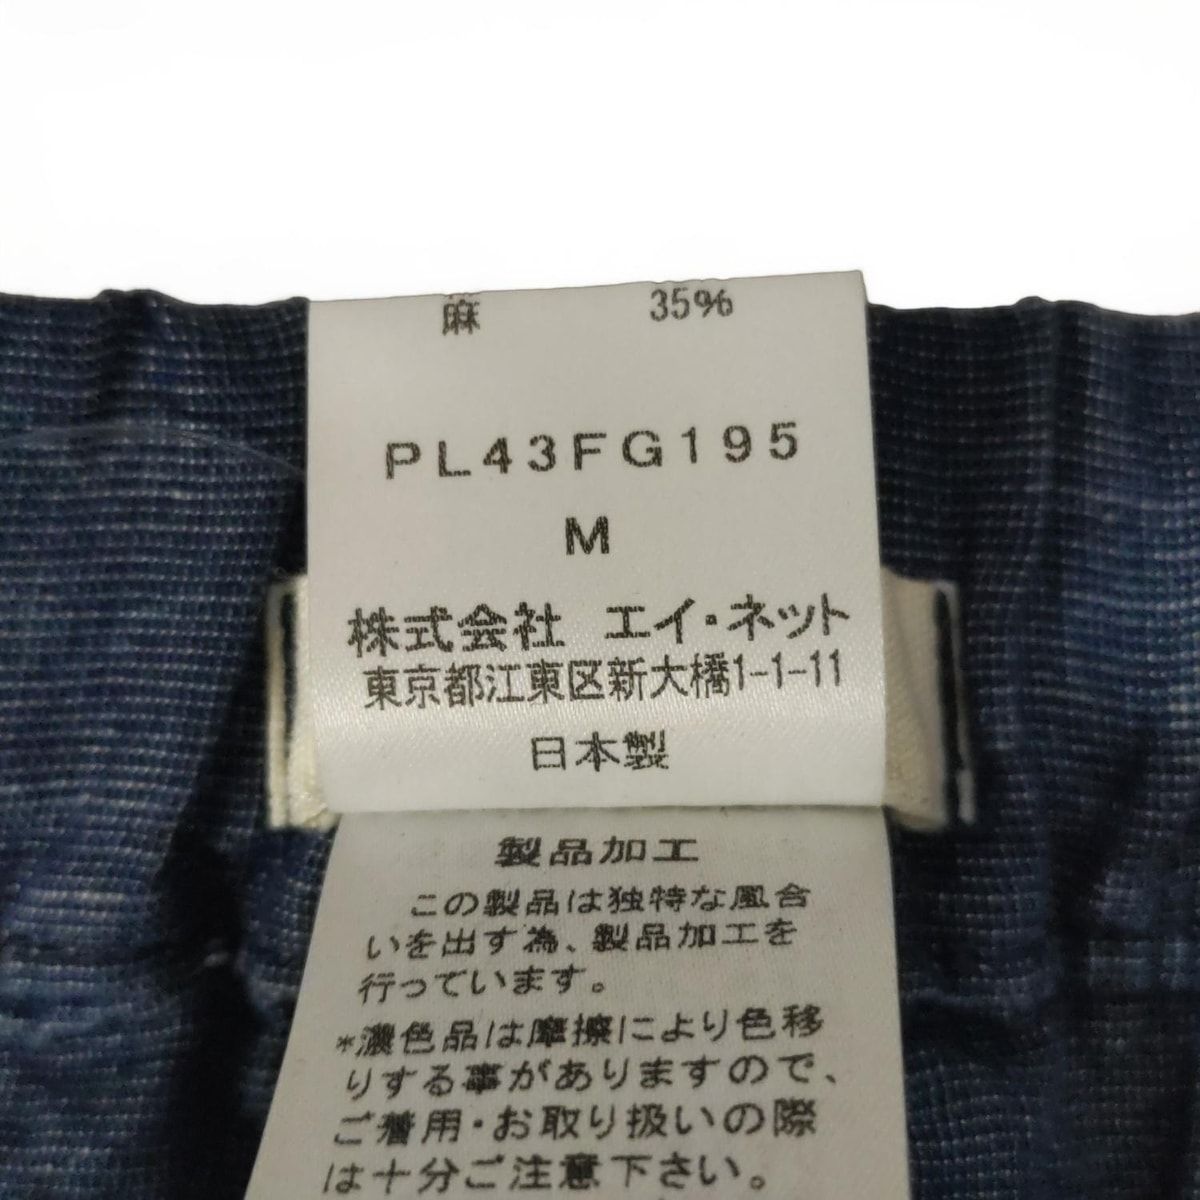 麻 35%
PL43FG195
M
株式会社 エイ・ネット
東京都江東区新大橋1-1-11
日本製
製品加工
この製品は独特な風合
いを出す為、製品加工を
行っています。
*濃色品は摩擦により色移
りする事がありますので、
ご着用・お取り扱いの際
は十分ご注意下さい。